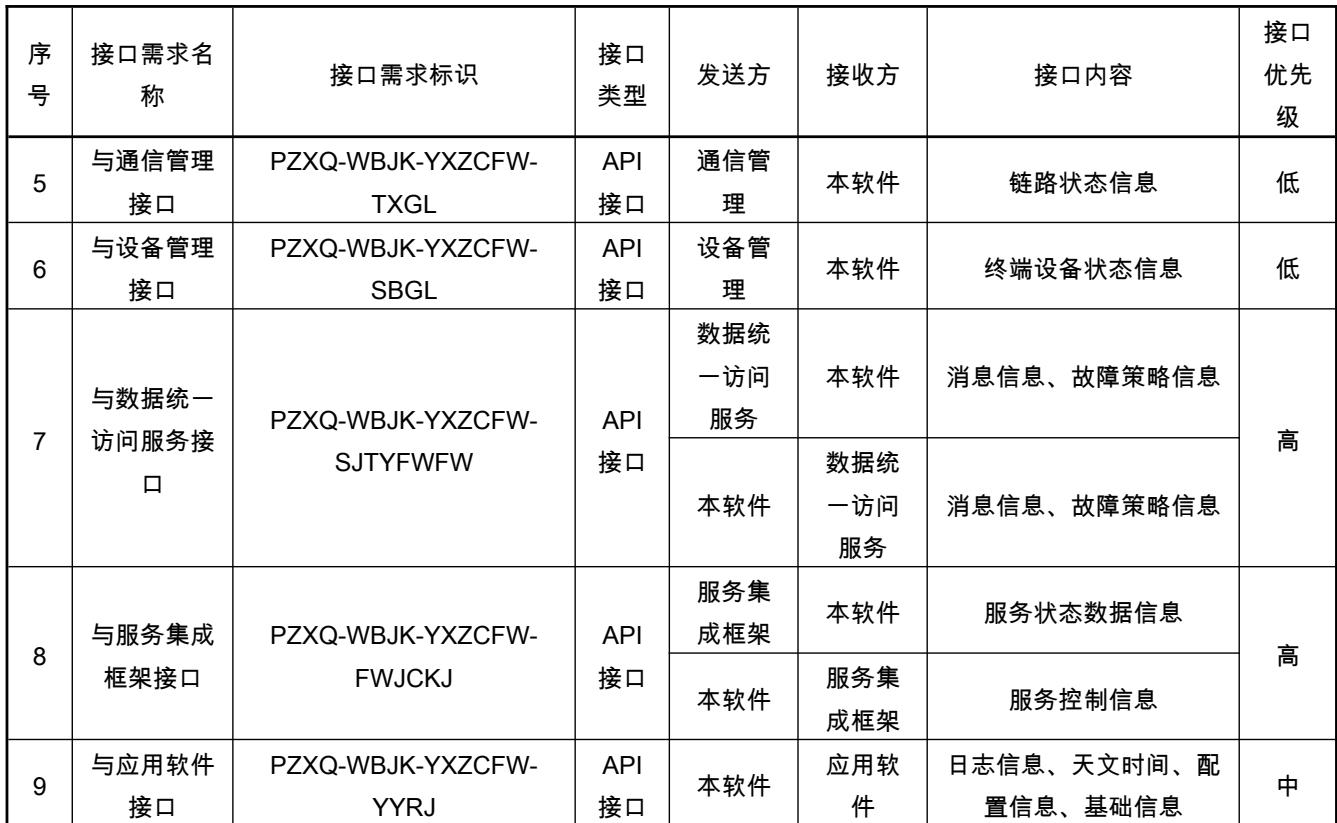 序号
接口需求名称
接口需求标识
接口类型
发送方
接收方
接口内容
接口优先级
5
与通信管理接口
PZXQ-WBJK-YXZCFW-TXGL
API接口
通信管理
本软件
链路状态信息
低
6
与设备管理接口
PZXQ-WBJK-YXZCFW-SBGL
API接口
设备管理
本软件
终端设备状态信息
低
7
与数据统一访问服务接口
PZXQ-WBJK-YXZCFW-SJTYFWFW
API接口
数据统一访问服务
本软件
消息信息、故障策略信息
高
本软件
数据统一访问服务
消息信息、故障策略信息
8
与服务集成框架接口
PZXQ-WBJK-YXZCFW-FWJCKJ
API接口
服务集成框架
本软件
服务状态数据信息
高
本软件
服务集成框架
服务控制信息
9
与应用软件接口
PZXQ-WBJK-YXZCFW-YYRJ
API接口
本软件
应用软件
日志信息、天文时间、配置信息、基础信息
中